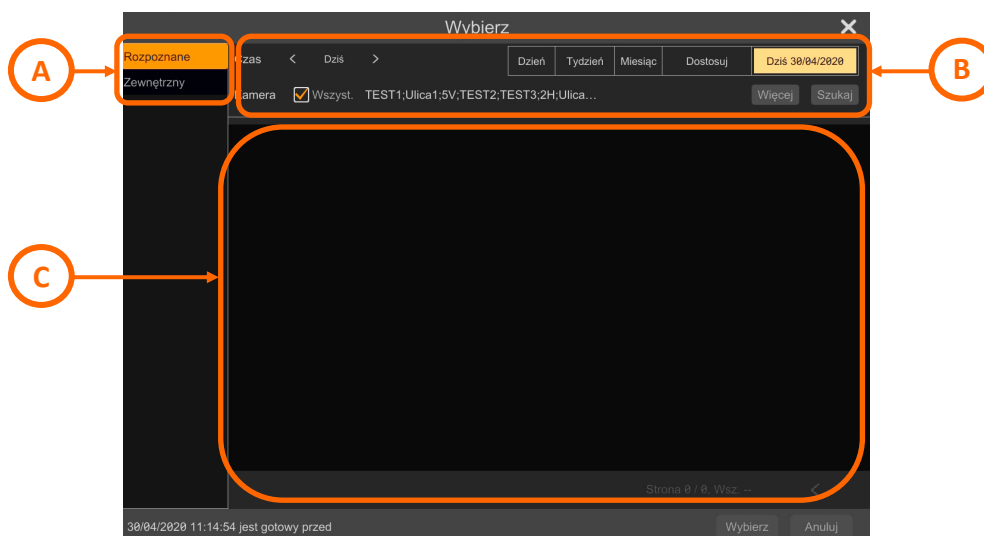 Wybierz
A
Rozpoznane
Zewnętrzny
Czas < Dziś > Dzień Tydzień Miesiąc Dostosuj Dziś 30/04/2020
B
Kamera Wszyst. TEST1;Ulica1;5V;TEST2;TEST3;2H;Ulica... Więcej Szukaj
C
Strona 0 / 0, Wsz. -- <
30/04/2020 11:14:54 jest gotowy przed Wybierz Anuluj